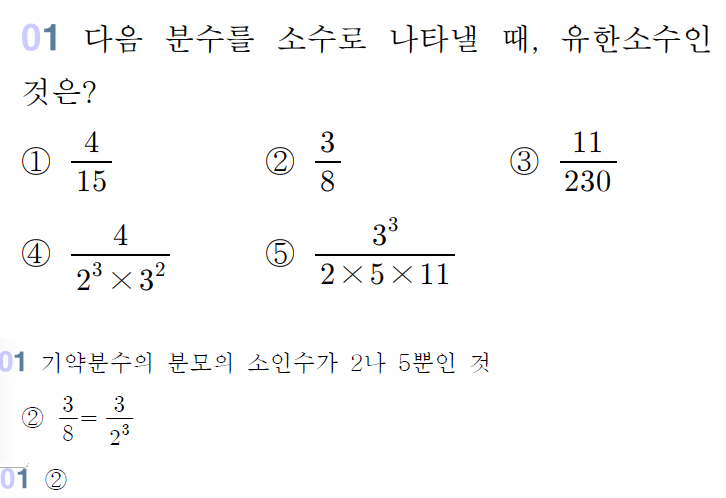 01 다음 분수를 소수로 나타낼 때, 유한소수인
것은?
① 4/15 ② 3/8 ③ 11/230
④ 4/(2³×3²) ⑤ 3³/(2×5×11)
01 기약분수의 분모의 소인수가 2나 5뿐인 것
② 3/8 = 3/2³
01 ②